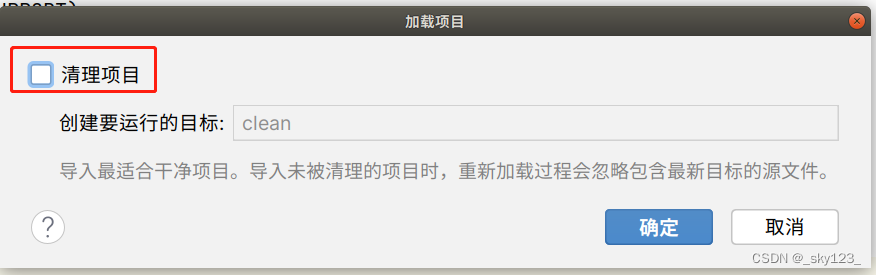 加载项目
清理项目
创建要运行的目标: clean
导入最适合干净项目。导入未被清理的项目时，重新加载过程会忽略包含最新目标的源文件。
? 确定 取消
CSDN @_sky123_